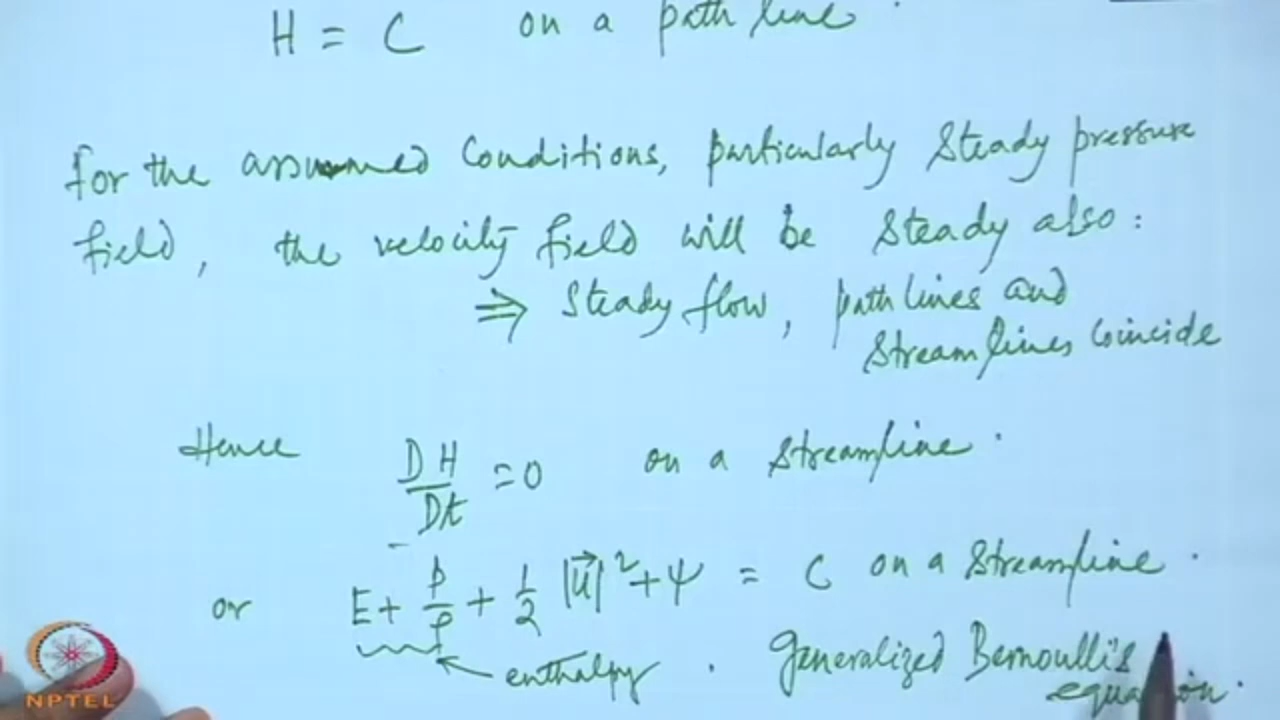 H = C on a path line.
For the assumed conditions, particularly Steady pressure
field, the velocity field will be steady also:
⇒ Steady flow, path lines and
Streamlines Coincide
Hence DH/Dt = 0 on a streamline.
or E + p/ρ + 1/2 |u⃗|² + ψ = C on a Streamline.
enthalpy. Generalized Bernoulli's
equation.
NPTEL